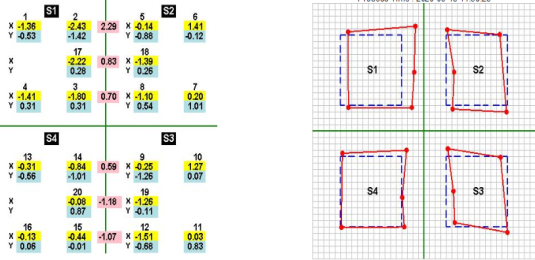 S1 S2
1 2 5 6
X -1.36 -2.43 2.29 -0.14 1.41
Y -0.53 -1.42 -0.88 -0.12
17 18
X -2.22 0.83 -1.39
Y 0.28 0.26
4 3 8 7
X -1.41 -1.80 0.70 -1.10 0.20
Y 0.31 0.31 0.54 1.01
S4 S3
13 14 9 10
X -0.31 -0.84 0.59 -0.25 1.27
Y -0.56 -1.01 -1.26 0.07
20 19
X -0.08 -1.18 -1.26
Y 0.87 -0.11
16 15 12 11
X -0.13 -0.44 -1.07 -1.51 0.03
Y 0.06 -0.01 -0.68 0.83
S1 S2
S4 S3